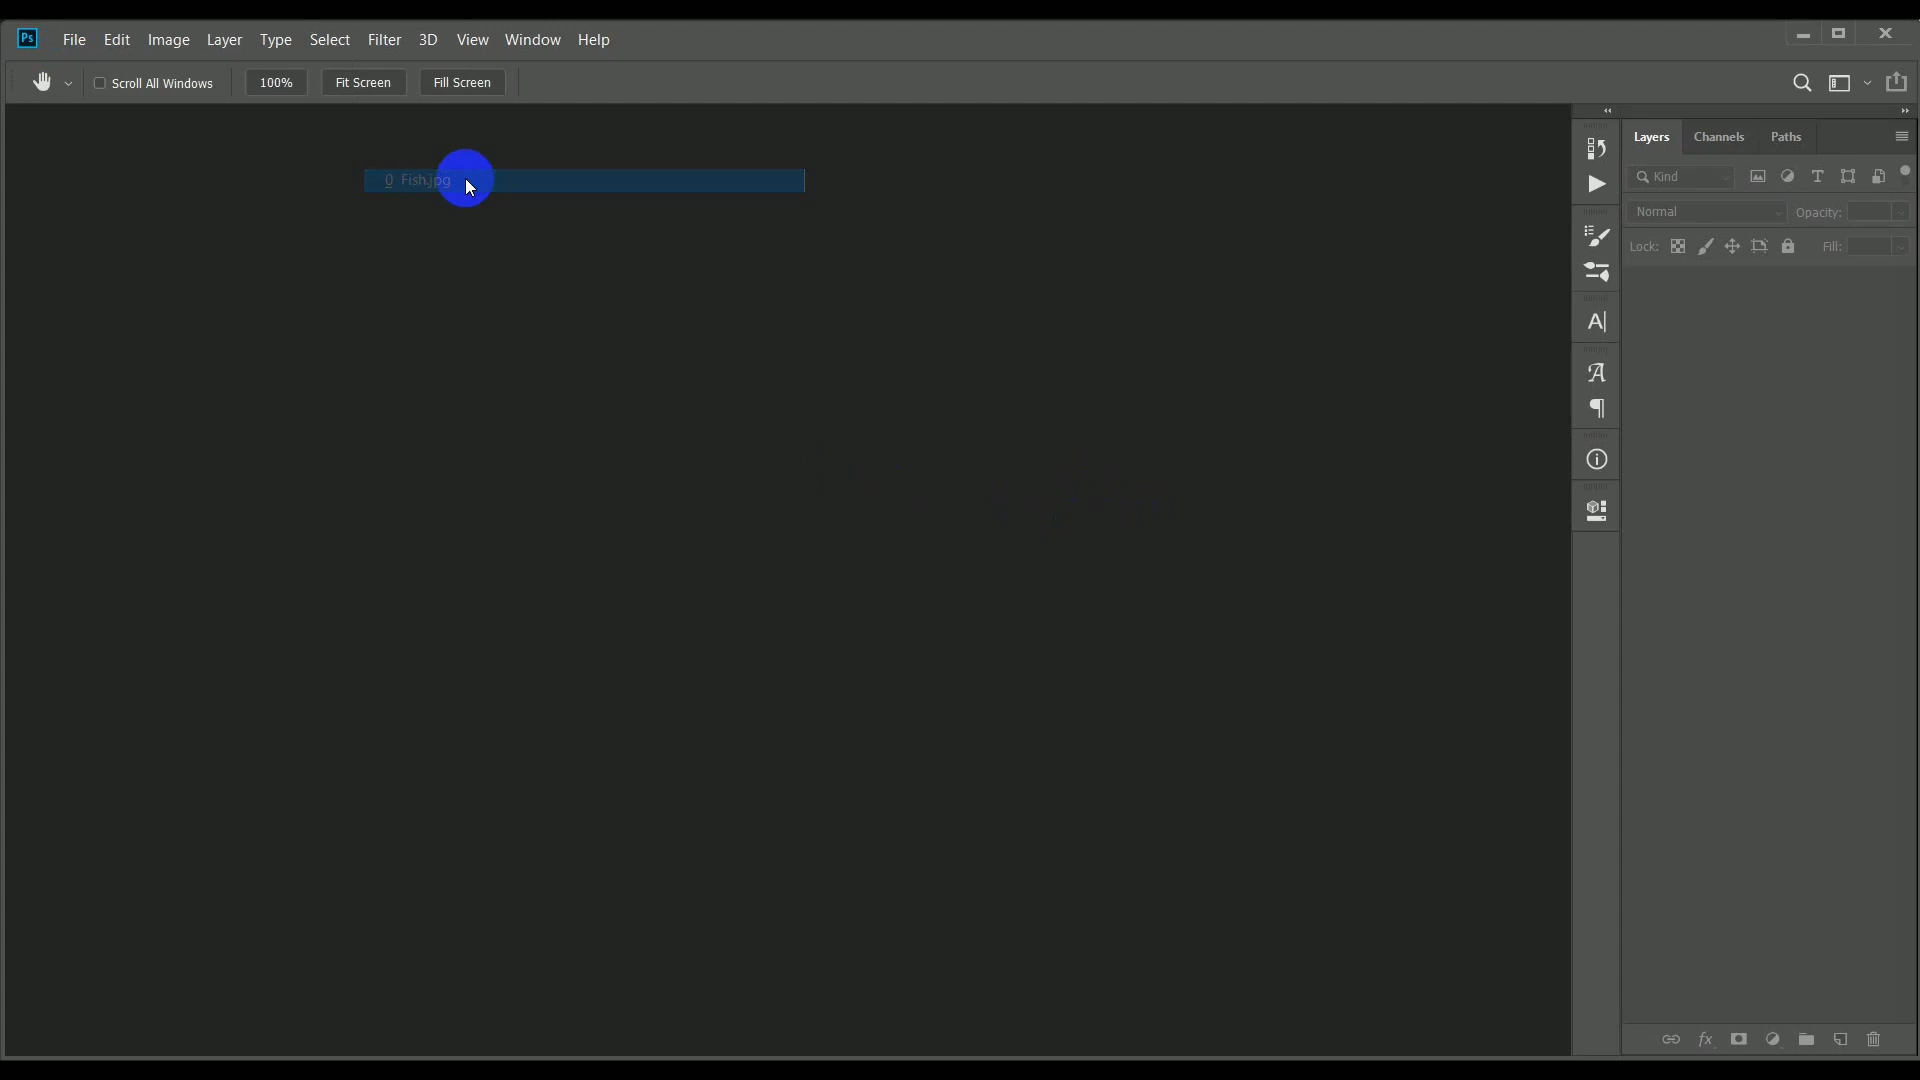 Ps File Edit Image Layer Type Select Filter 3D View Window Help
Scroll All Windows 100% Fit Screen Fill Screen
Layers Channels Paths
0 Fish.jpg
Kind
Normal Opacity:
Lock: Fill:
fx